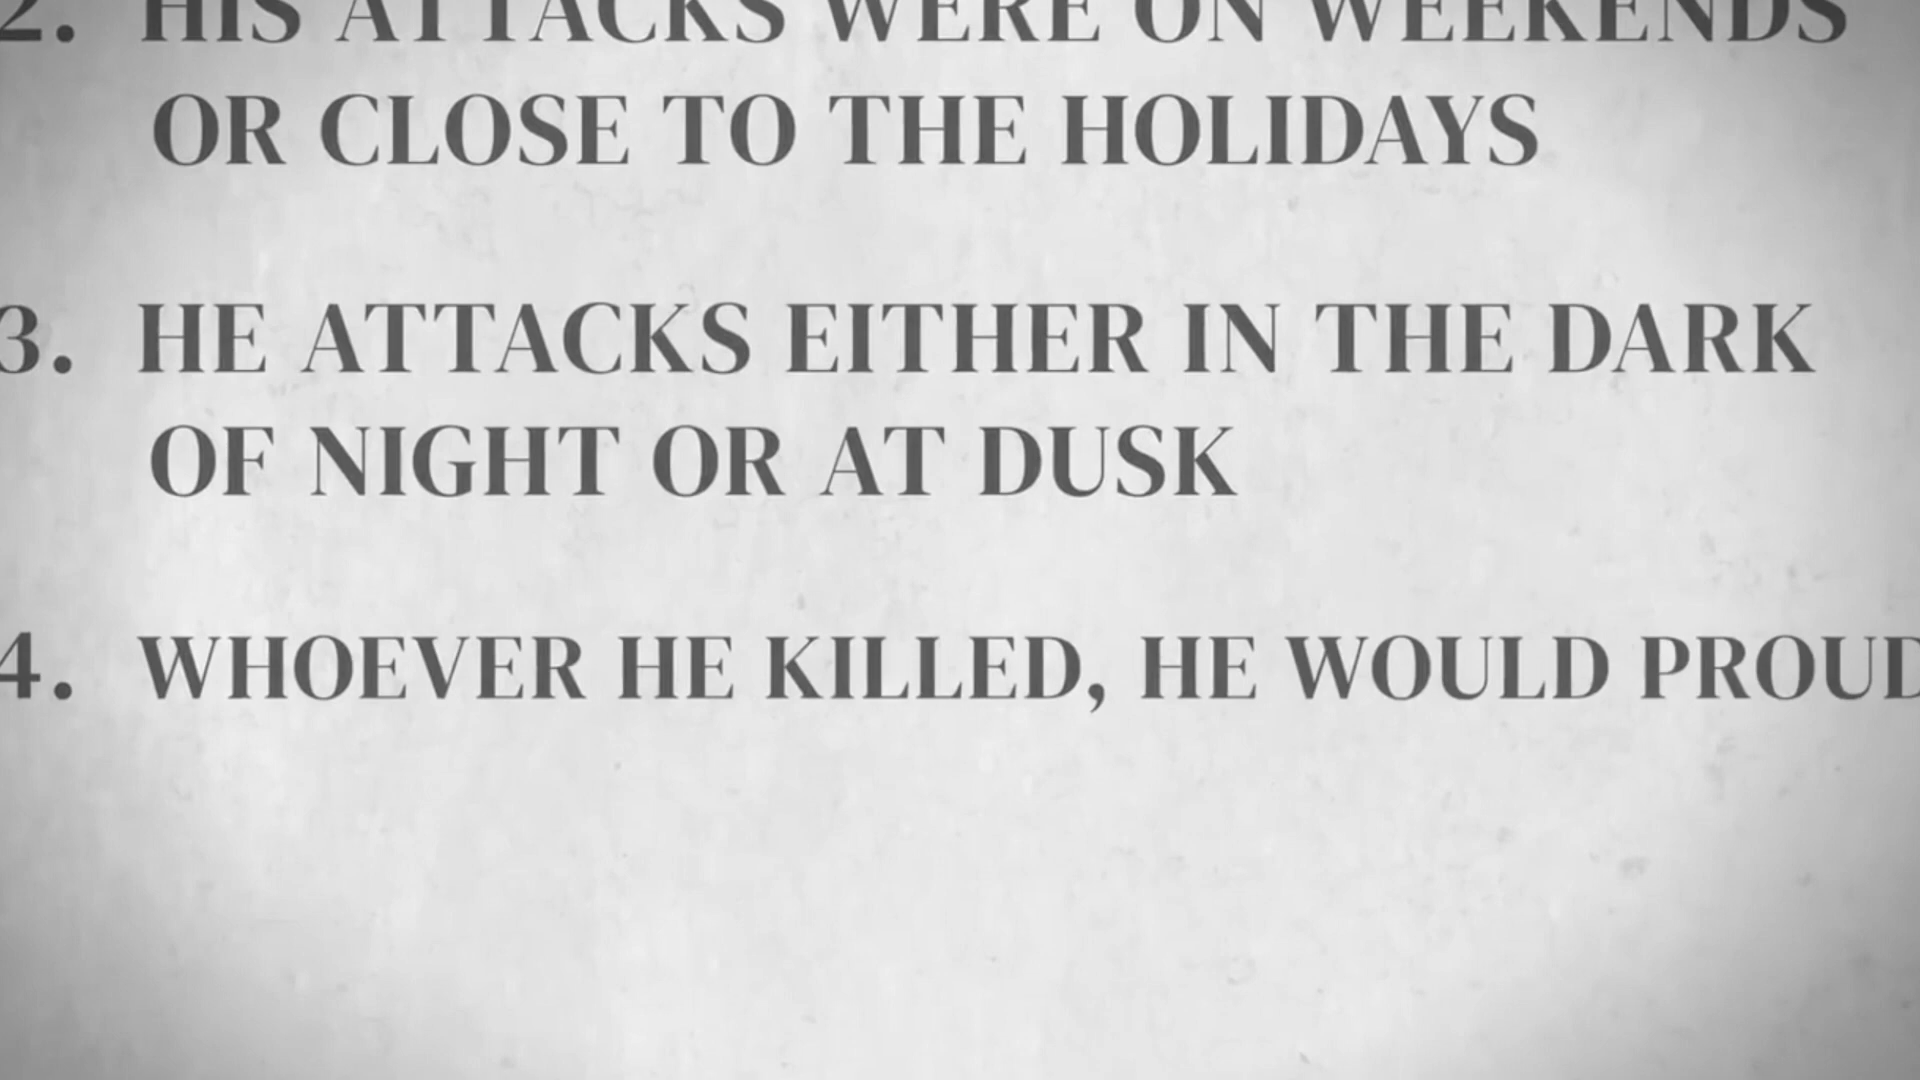 2. HIS ATTACKS WERE ON WEEKENDS
OR CLOSE TO THE HOLIDAYS
3. HE ATTACKS EITHER IN THE DARK
OF NIGHT OR AT DUSK
4. WHOEVER HE KILLED, HE WOULD PROUD